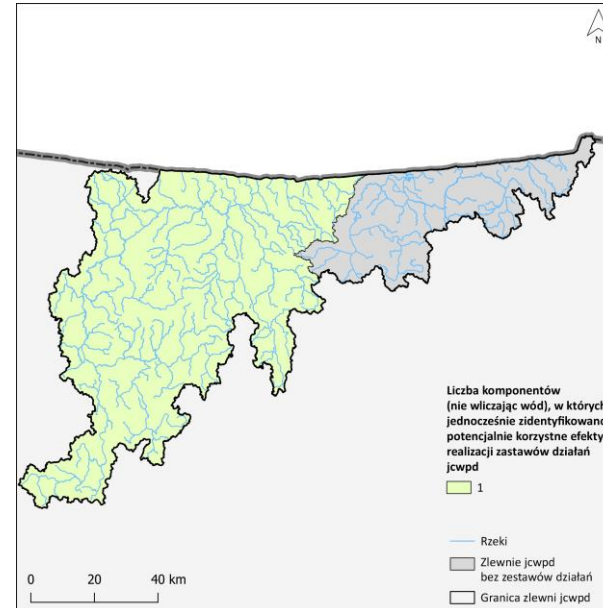 N
Liczba komponentów
(nie wliczając wód), w których
jednocześnie zidentyfikowano
potencjalnie korzystne efekty
realizacji zastawów działań
jcwpd
1
Rzeki
Zlewnie jcwpd
bez zestawów działań
Granica zlewni jcwpd
0 20 40 km